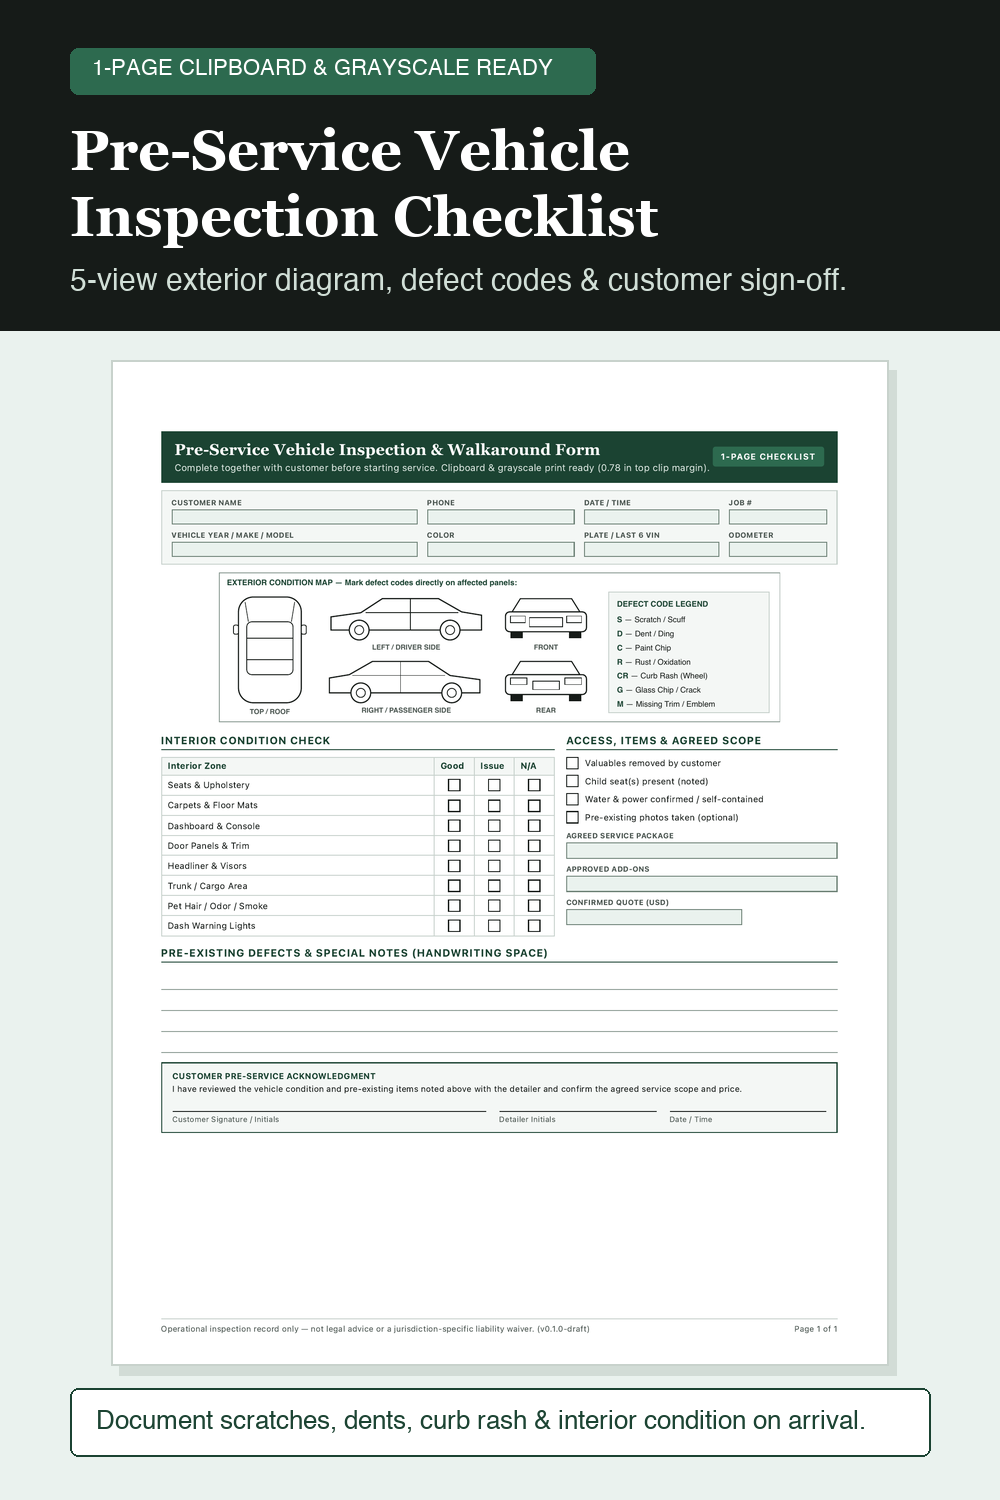 1-PAGE CLIPBOARD & GRAYSCALE READY
Pre-Service Vehicle
Inspection Checklist
5-view exterior diagram, defect codes & customer sign-off.
Pre-Service Vehicle Inspection & Walkaround Form
Complete together with customer before starting service. Clipboard & grayscale print ready (0.78 in top clip margin).
1-PAGE CHECKLIST
CUSTOMER NAME
PHONE
DATE / TIME
JOB #
VEHICLE YEAR / MAKE / MODEL
COLOR
PLATE / LAST 6 VIN
ODOMETER
EXTERIOR CONDITION MAP — Mark defect codes directly on affected panels:
TOP / ROOF
LEFT / DRIVER SIDE
FRONT
RIGHT / PASSENGER SIDE
REAR
DEFECT CODE LEGEND
S — Scratch / Scuff
D — Dent / Ding
C — Paint Chip
R — Rust / Oxidation
CR — Curb Rash (Wheel)
G — Glass Chip / Crack
M — Missing Trim / Emblem
INTERIOR CONDITION CHECK
Interior Zone Good Issue N/A
Seats & Upholstery
Carpets & Floor Mats
Dashboard & Console
Door Panels & Trim
Headliner & Visors
Trunk / Cargo Area
Pet Hair / Odor / Smoke
Dash Warning Lights
ACCESS, ITEMS & AGREED SCOPE
Valuables removed by customer
Child seat(s) present (noted)
Water & power confirmed / self-contained
Pre-existing photos taken (optional)
AGREED SERVICE PACKAGE
APPROVED ADD-ONS
CONFIRMED QUOTE (USD)
PRE-EXISTING DEFECTS & SPECIAL NOTES (HANDWRITING SPACE)
CUSTOMER PRE-SERVICE ACKNOWLEDGMENT
I have reviewed the vehicle condition and pre-existing items noted above with the detailer and confirm the agreed service scope and price.
Customer Signature / Initials
Detailer Initials
Date / Time
Operational inspection record only — not legal advice or a jurisdiction-specific liability waiver. (v0.1.0-draft)
Page 1 of 1
Document scratches, dents, curb rash & interior condition on arrival.